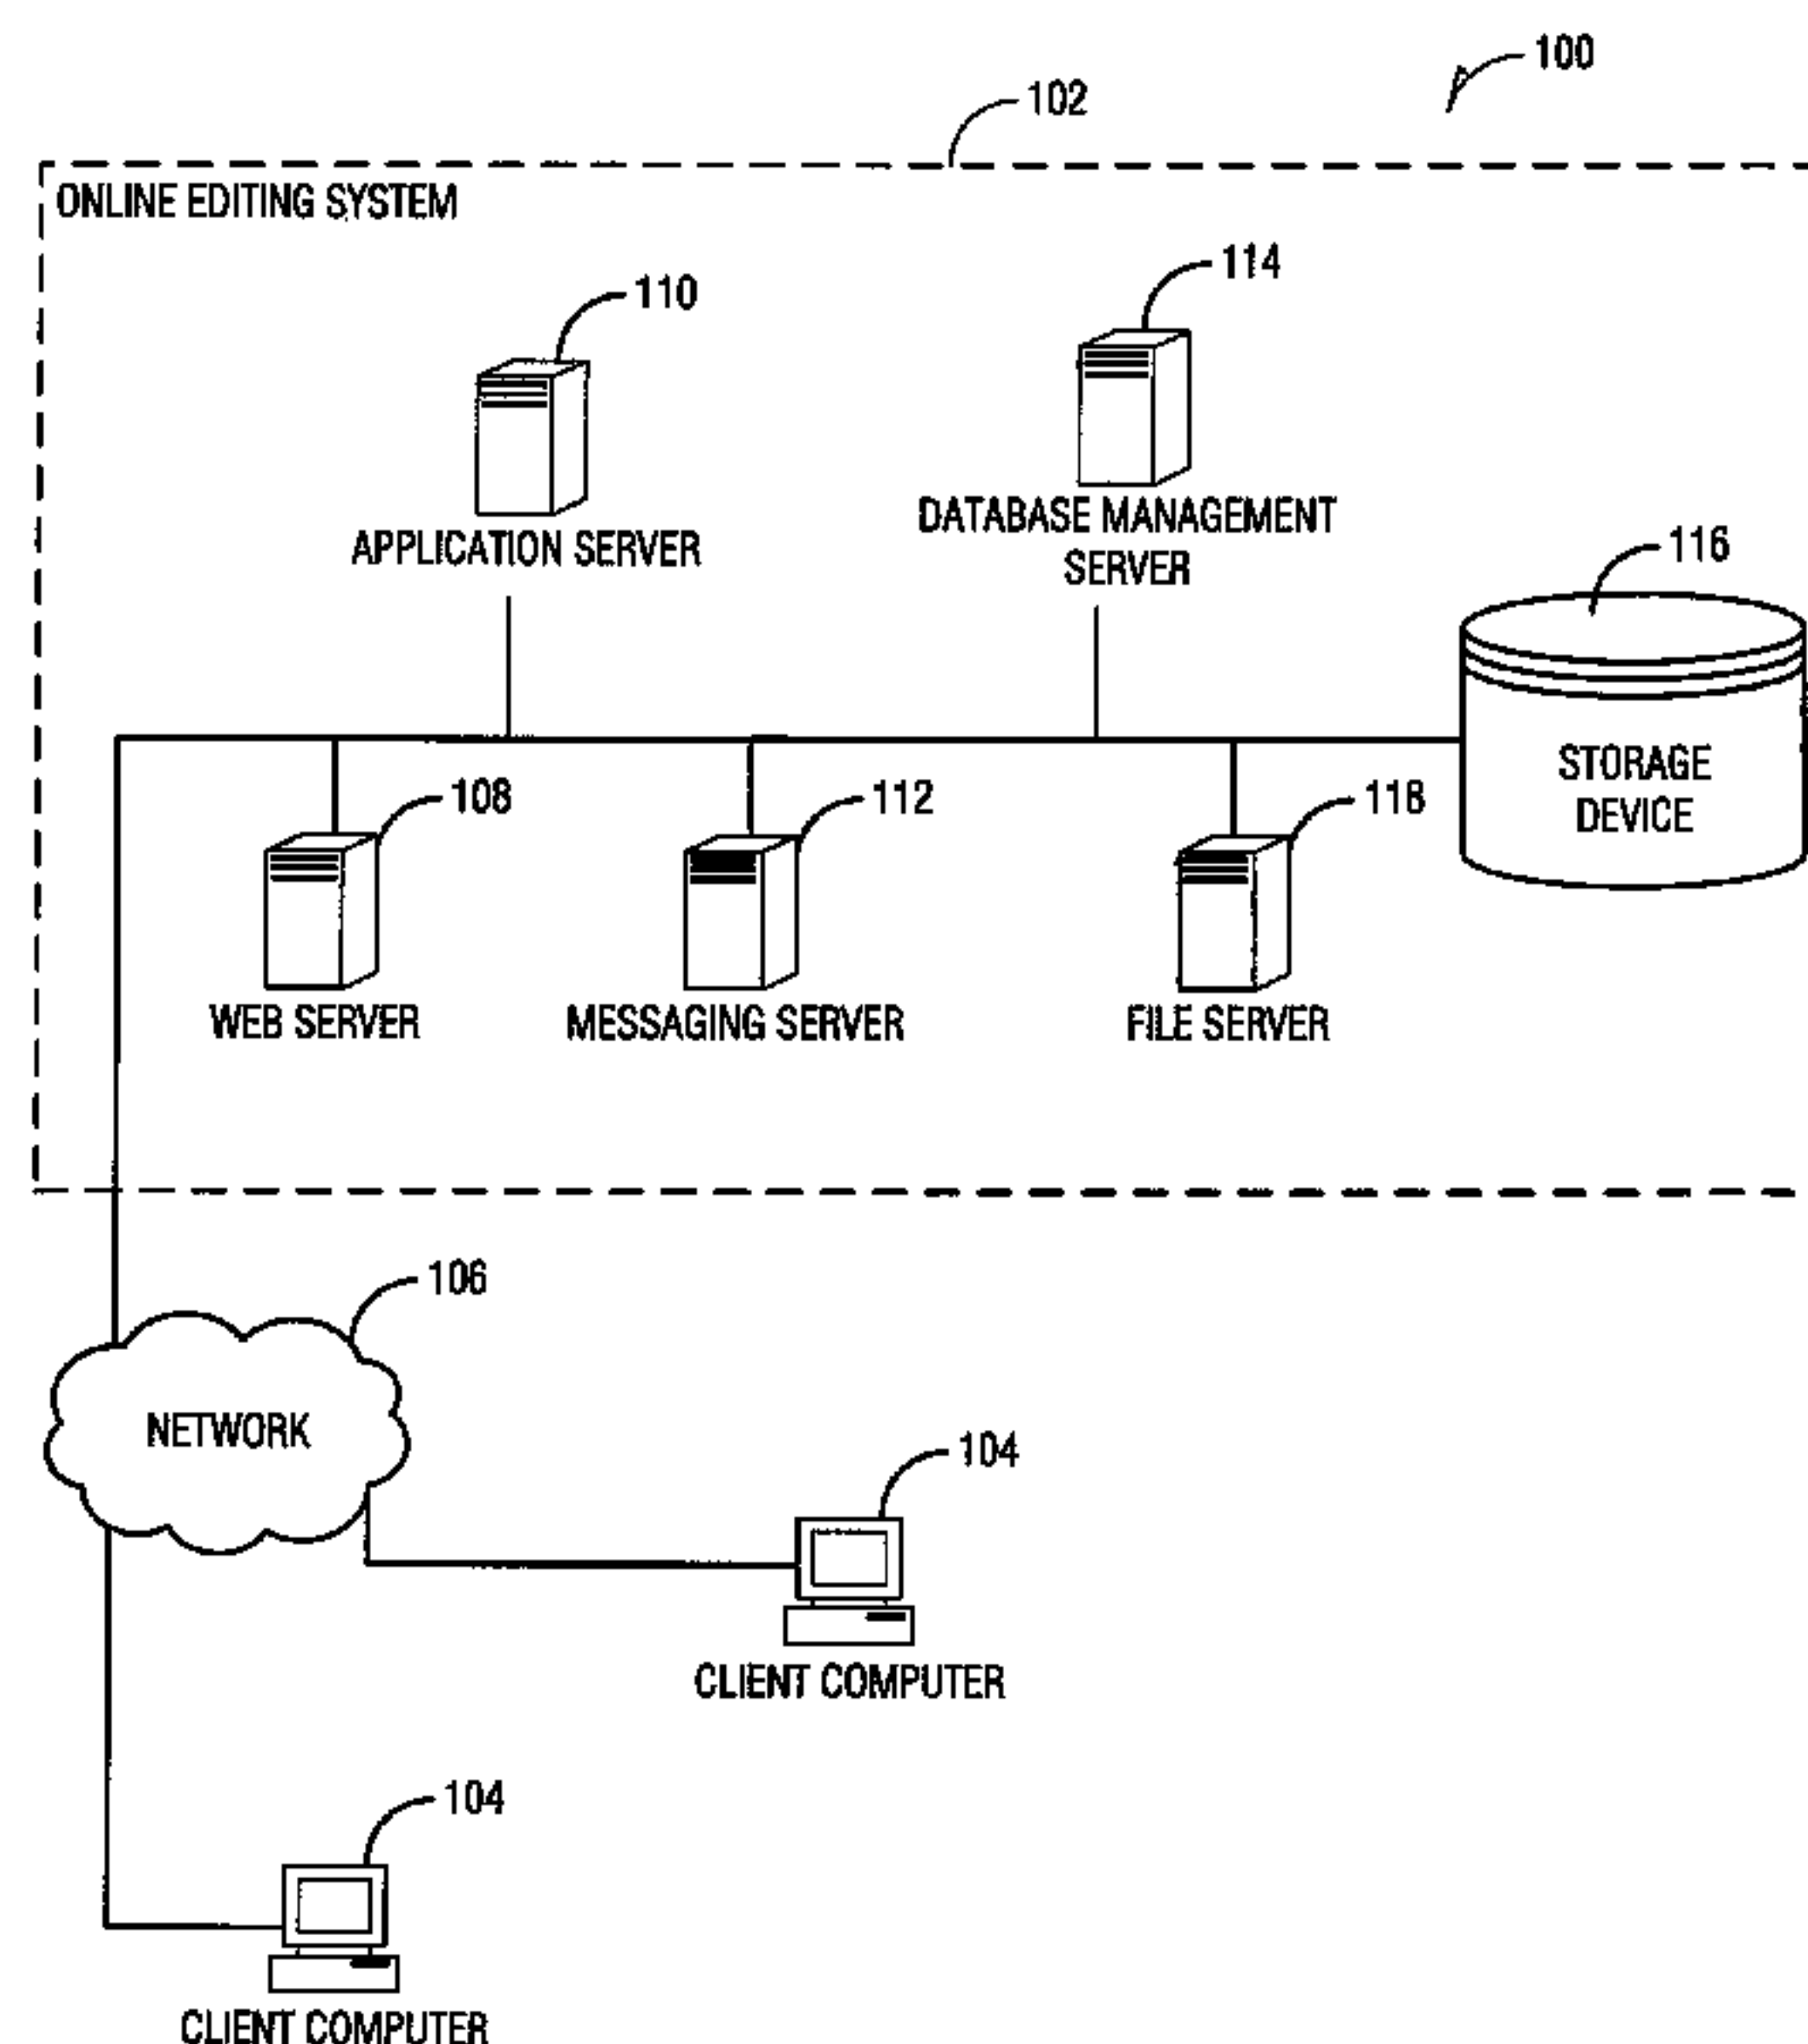 100
102
ONLINE EDITING SYSTEM
110
114
APPLICATION SERVER
DATABASE MANAGEMENT
SERVER
116
STORAGE
DEVICE
108
112
118
WEB SERVER
MESSAGING SERVER
FILE SERVER
106
NETWORK
104
CLIENT COMPUTER
104
CLIENT COMPUTER